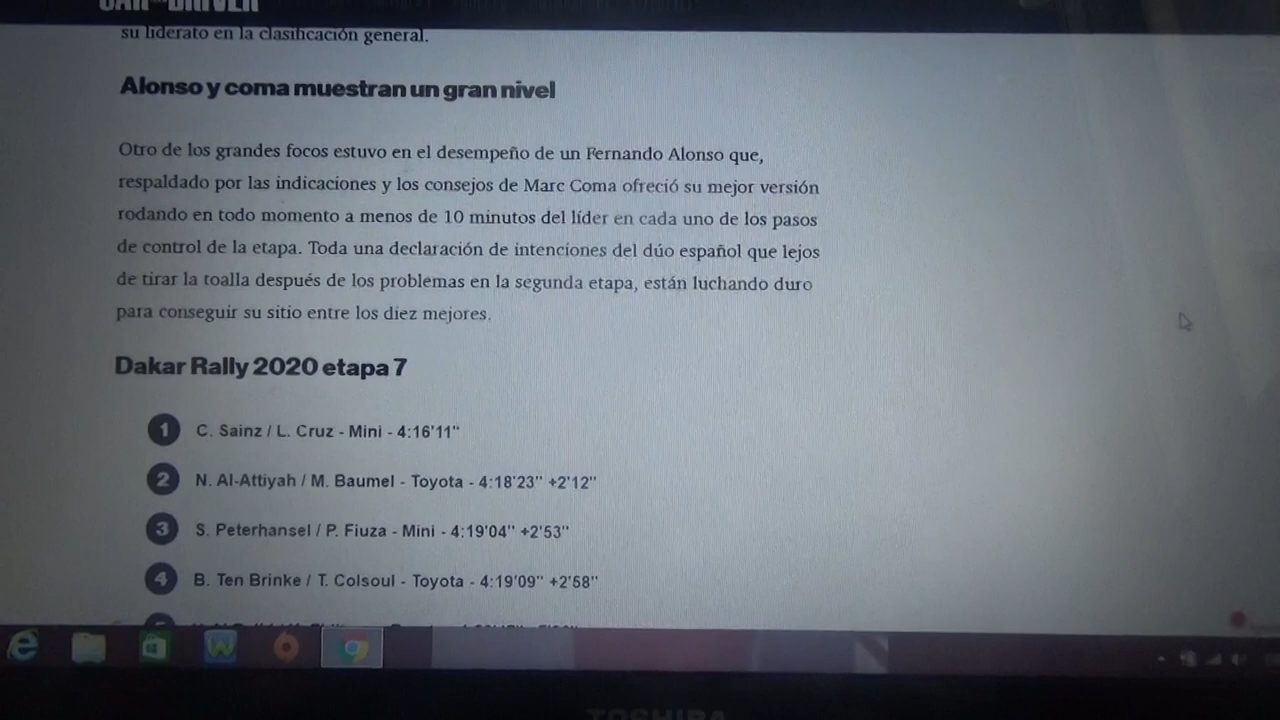 CAR AND DRIVER
su liderato en la clasificación general.
Alonso y coma muestran un gran nivel
Otro de los grandes focos estuvo en el desempeño de un Fernando Alonso que,
respaldado por las indicaciones y los consejos de Marc Coma ofreció su mejor versión
rodando en todo momento a menos de 10 minutos del líder en cada uno de los pasos
de control de la etapa. Toda una declaración de intenciones del dúo español que lejos
de tirar la toalla después de los problemas en la segunda etapa, están luchando duro
para conseguir su sitio entre los diez mejores.
Dakar Rally 2020 etapa 7
1 C. Sainz / L. Cruz - Mini - 4:16'11"
2 N. Al-Attiyah / M. Baumel - Toyota - 4:18'23" +2'12"
3 S. Peterhansel / P. Fiuza - Mini - 4:19'04" +2'53"
4 B. Ten Brinke / T. Colsoul - Toyota - 4:19'09" +2'58"
TOSHIBA